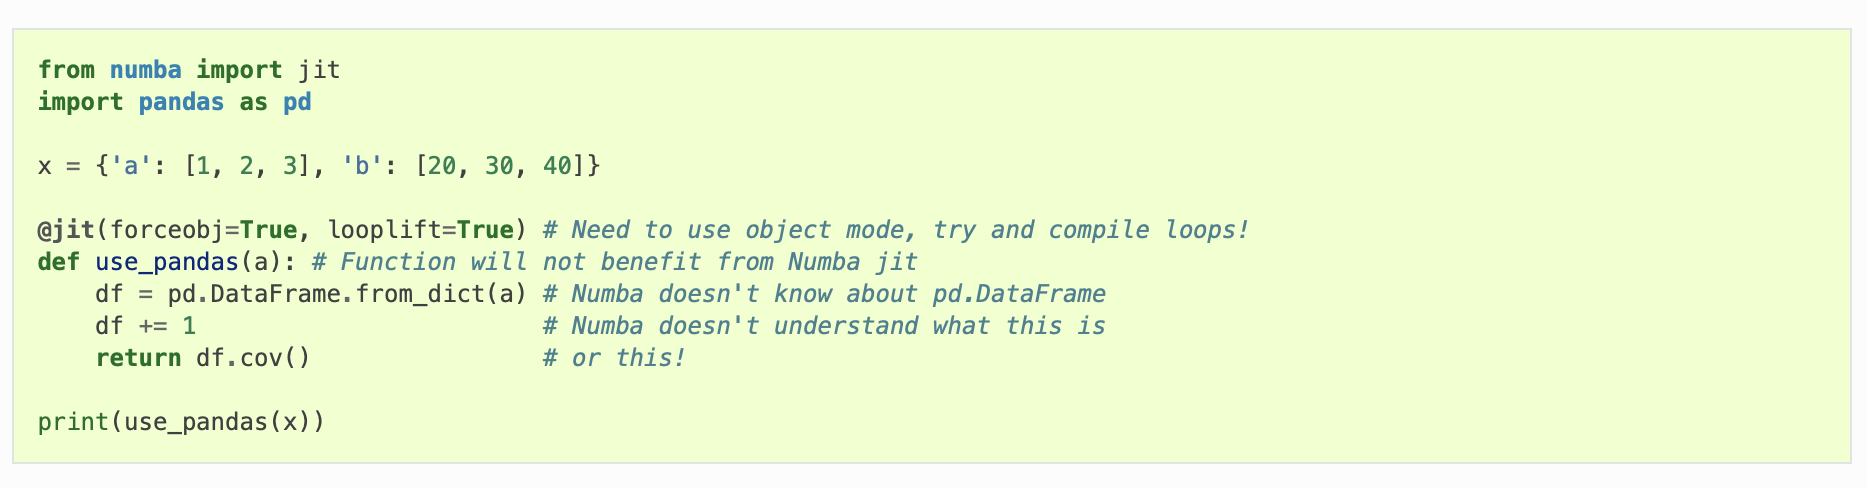 from numba import jit
import pandas as pd

x = {'a': [1, 2, 3], 'b': [20, 30, 40]}

@jit(forceobj=True, looplift=True) # Need to use object mode, try and compile loops!
def use_pandas(a): # Function will not benefit from Numba jit
    df = pd.DataFrame.from_dict(a) # Numba doesn't know about pd.DataFrame
    df += 1                        # Numba doesn't understand what this is
    return df.cov()                # or this!

print(use_pandas(x))